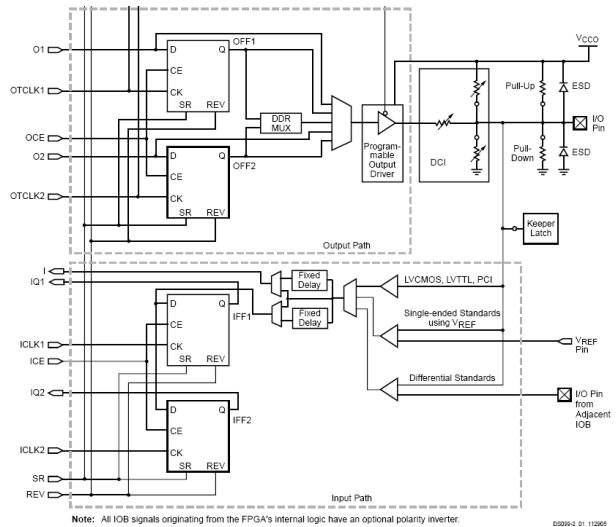 O1
D
Q
OFF1
CE
OTCLK1
CK
SR
REV
OCE
DDR
MUX
O2
D
Q
OFF2
CE
OTCLK2
CK
SR
REV
Program-
mable
Output
Driver
DCI
VCCO
Pull-Up
ESD
I/O
Pin
Pull-
Down
ESD
Keeper
Latch
Output Path
I
IQ1
Fixed
Delay
Fixed
Delay
LVCMOS, LVTTL, PCI
D
Q
IFF1
CE
Single-ended Standards
using VREF
ICLK1
CK
VREF
Pin
ICE
SR
REV
Differential Standards
IQ2
D
Q
IFF2
I/O Pin
from
Adjacent
IOB
CE
ICLK2
CK
SR
REV
SR
REV
Input Path
Note: All IOB signals originating from the FPGA's internal logic have an optional polarity inverter.
DS099-2_01_112905